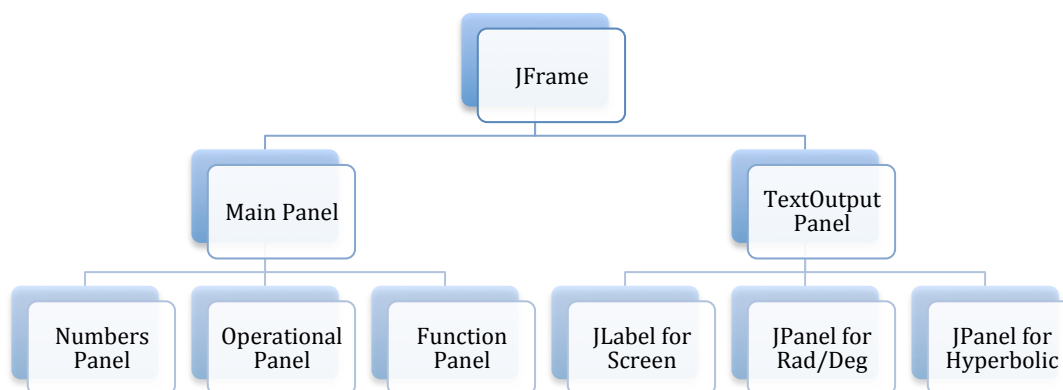 JFrame
Main Panel
TextOutput
Panel
Numbers
Panel
Operational
Panel
Function
Panel
JLabel for
Screen
JPanel for
Rad/Deg
JPanel for
Hyperbolic